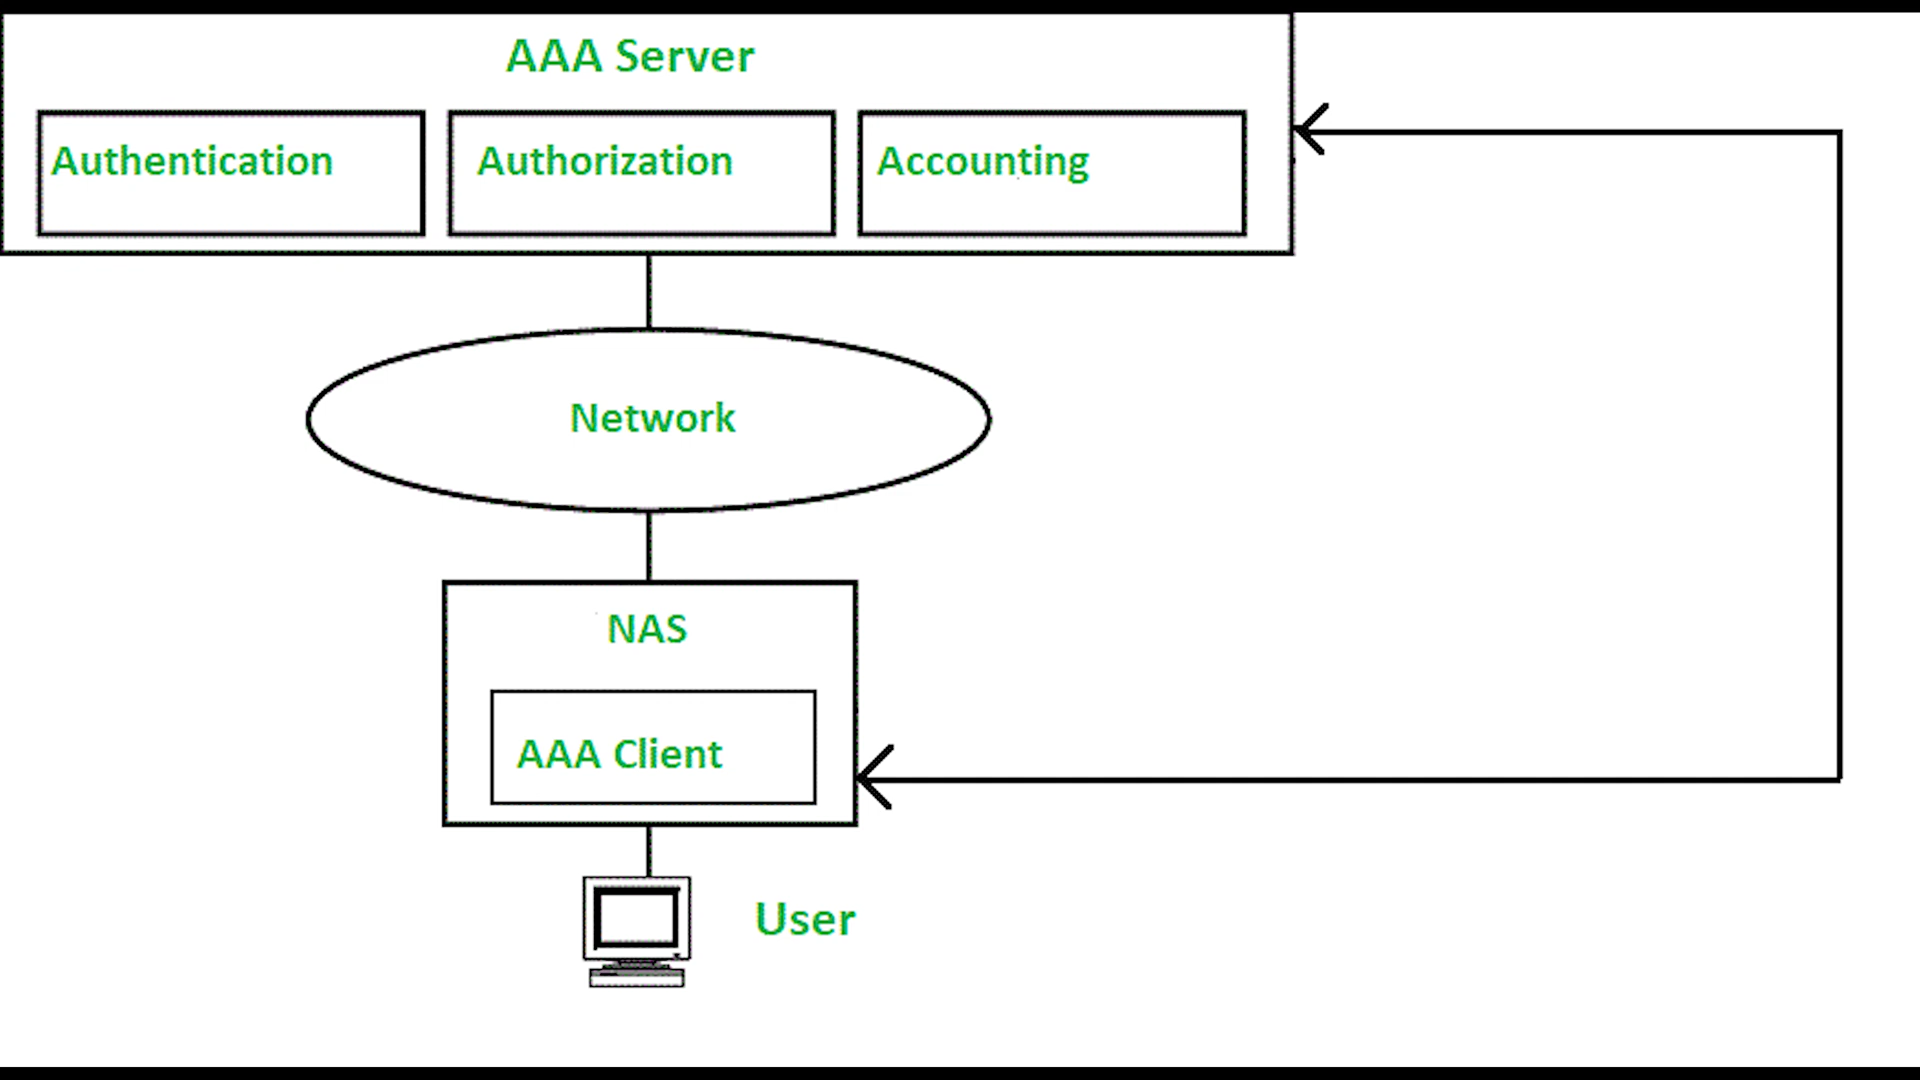 AAA Server
Authentication
Authorization
Accounting
Network
NAS
AAA Client
User